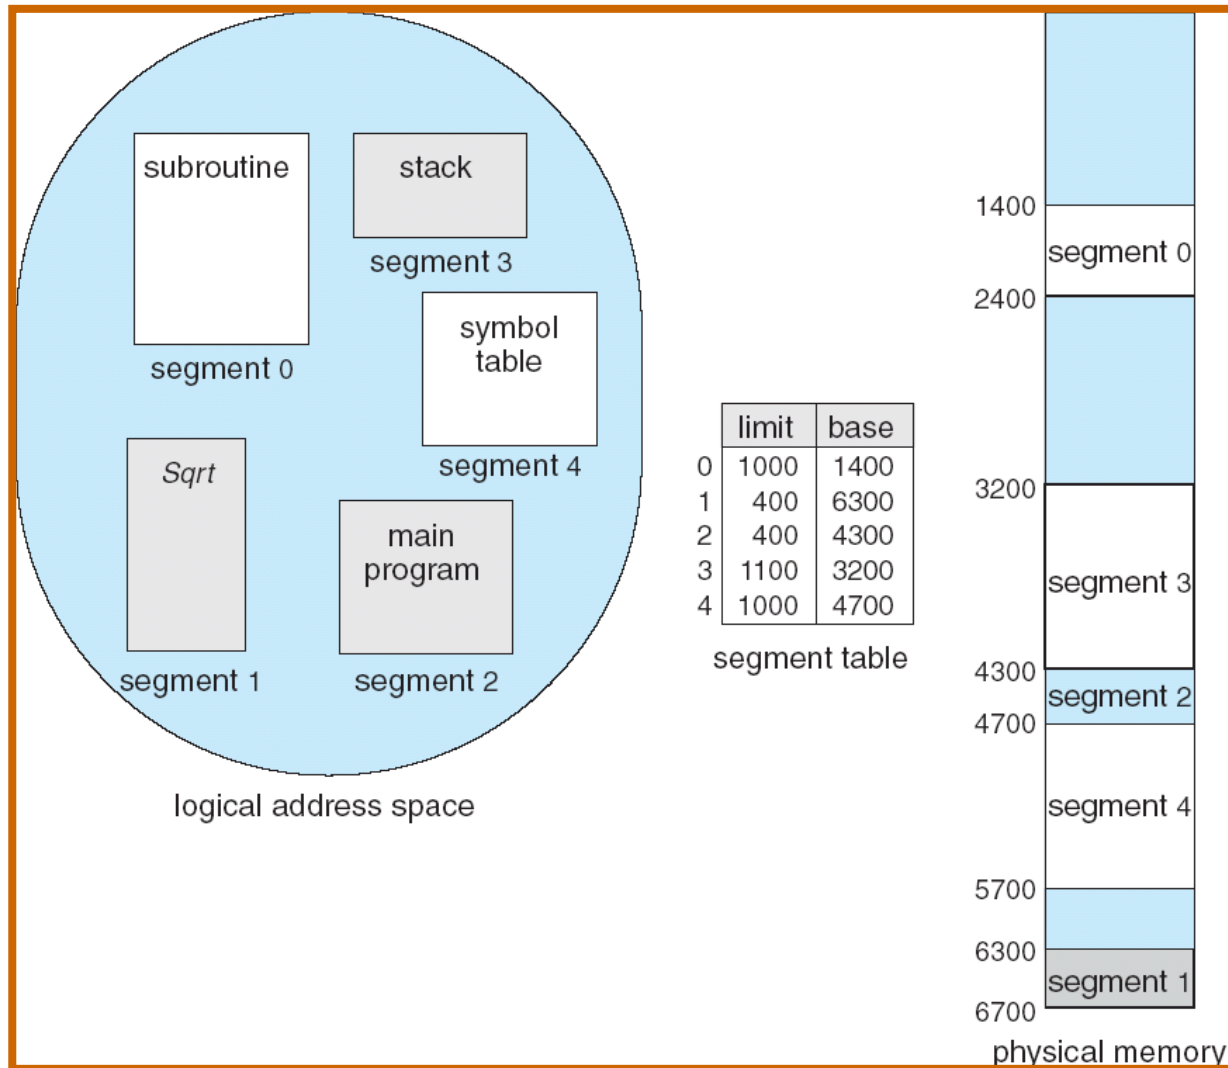 subroutine
segment 0
stack
segment 3
symbol
table
segment 4
Sqrt
segment 1
main
program
segment 2
logical address space
limit base
0 1000 1400
1 400 6300
2 400 4300
3 1100 3200
4 1000 4700
segment table
1400
segment 0
2400
3200
segment 3
4300
segment 2
4700
segment 4
5700
6300
segment 1
6700
physical memory